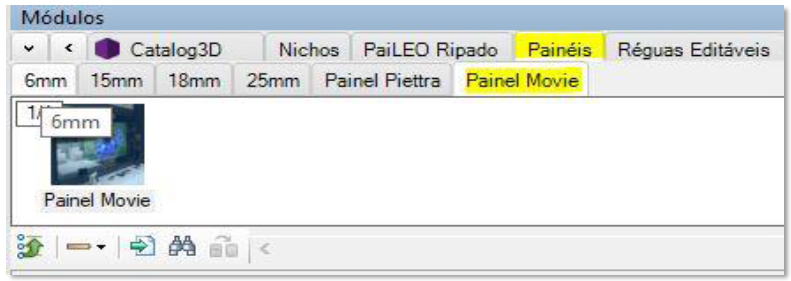 Módulos
Catalog3D Nichos PaiLEO Ripado Painéis Réguas Editáveis
6mm 15mm 18mm 25mm Painel Piettra Painel Movie
6mm
Painel Movie